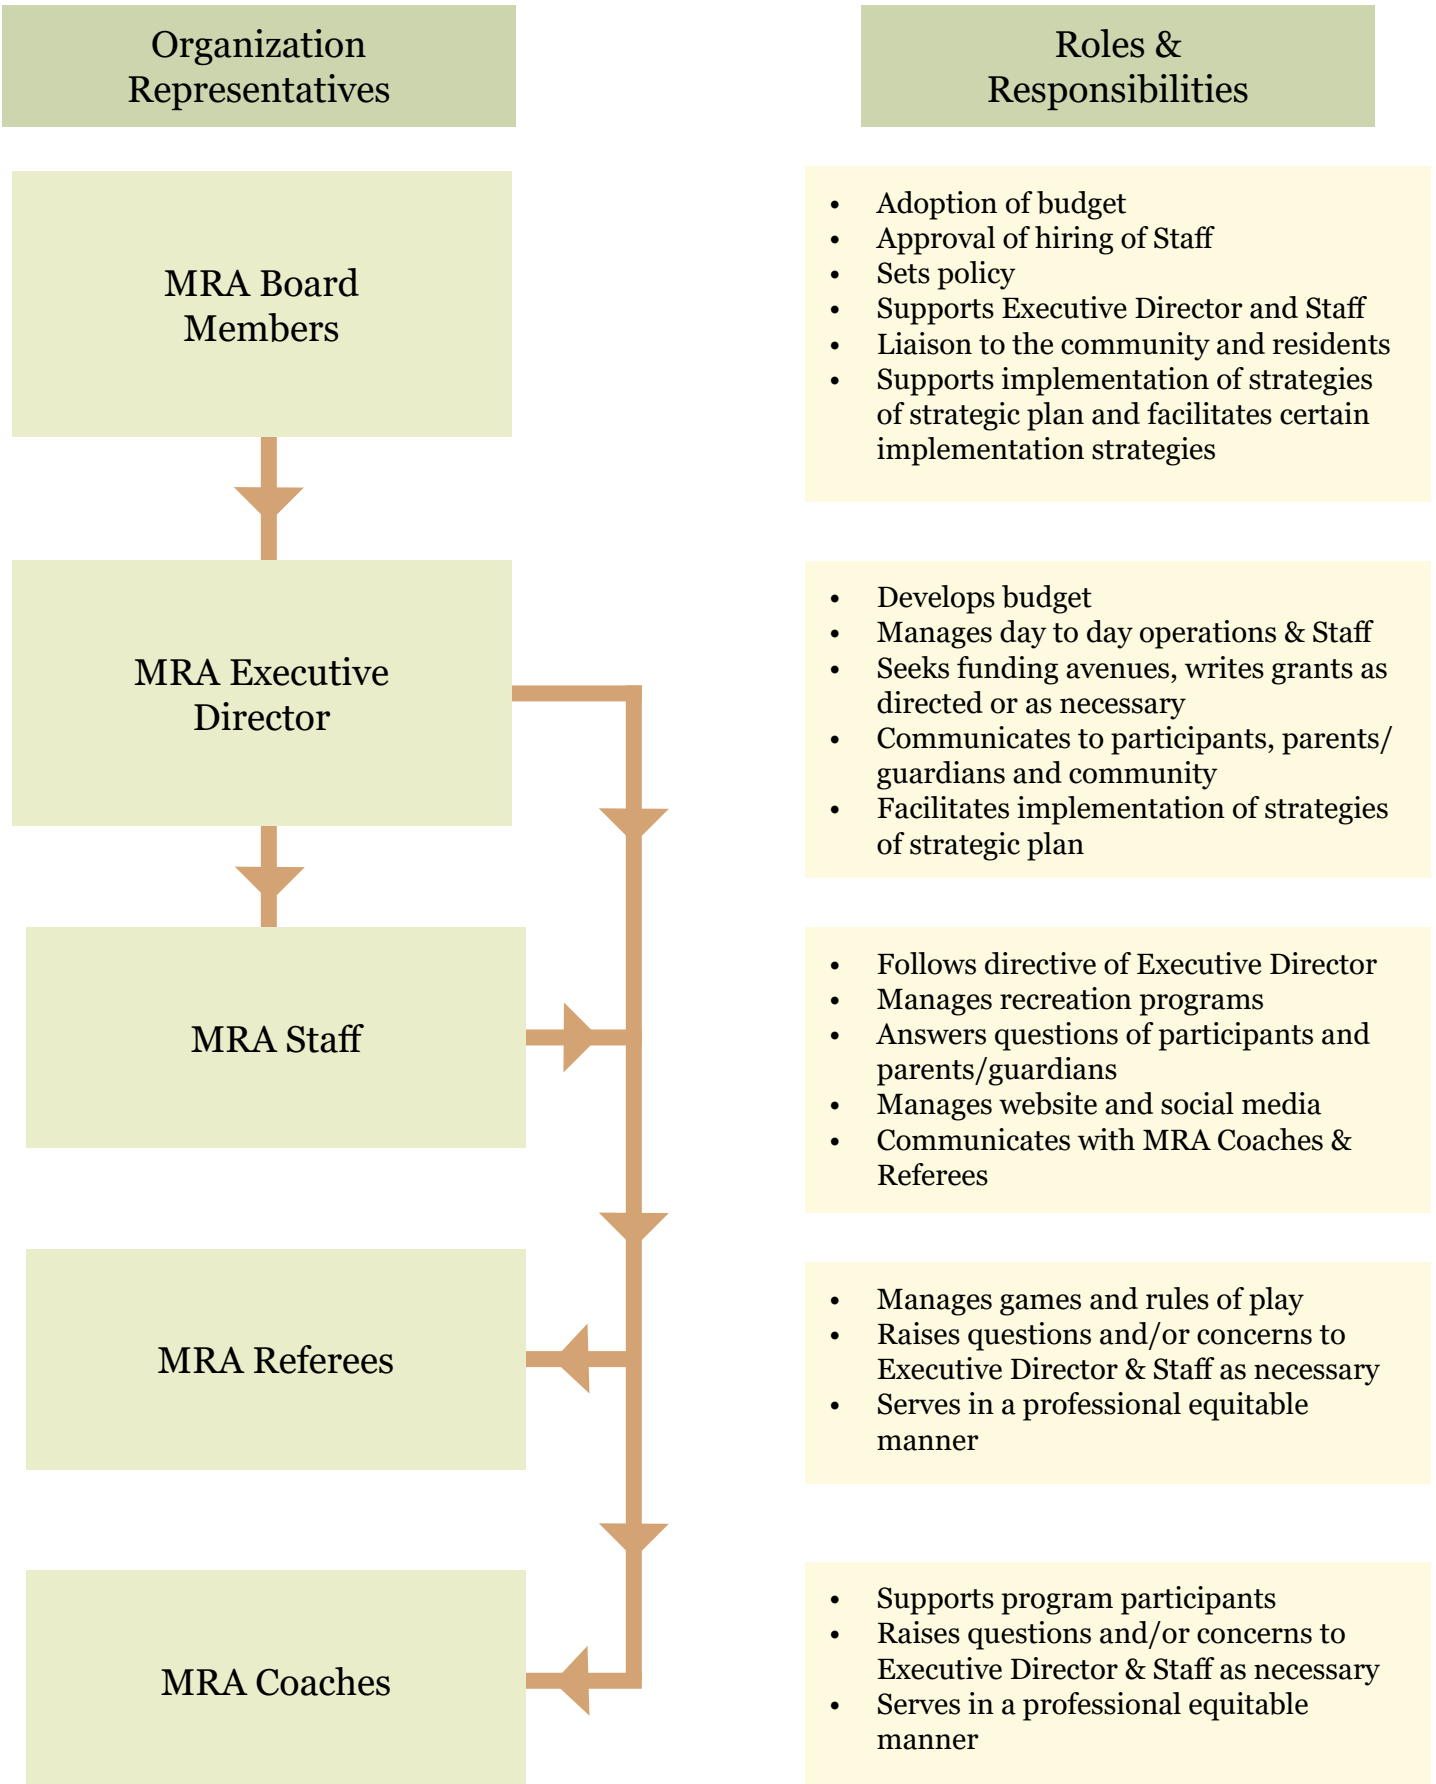 Organization
Representatives
Roles &
Responsibilities
MRA Board
Members
• Adoption of budget
• Approval of hiring of Staff
• Sets policy
• Supports Executive Director and Staff
• Liaison to the community and residents
• Supports implementation of strategies
of strategic plan and facilitates certain
implementation strategies
MRA Executive
Director
• Develops budget
• Manages day to day operations & Staff
• Seeks funding avenues, writes grants as
directed or as necessary
• Communicates to participants, parents/
guardians and community
• Facilitates implementation of strategies
of strategic plan
MRA Staff
• Follows directive of Executive Director
• Manages recreation programs
• Answers questions of participants and
parents/guardians
• Manages website and social media
• Communicates with MRA Coaches &
Referees
MRA Referees
• Manages games and rules of play
• Raises questions and/or concerns to
Executive Director & Staff as necessary
• Serves in a professional equitable
manner
MRA Coaches
• Supports program participants
• Raises questions and/or concerns to
Executive Director & Staff as necessary
• Serves in a professional equitable
manner